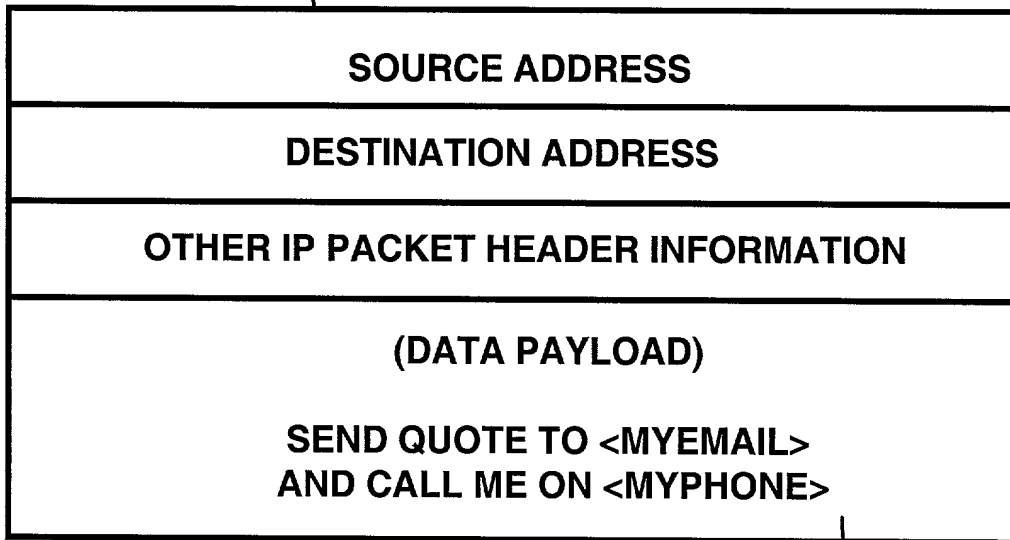 SOURCE ADDRESS
DESTINATION ADDRESS
OTHER IP PACKET HEADER INFORMATION
(DATA PAYLOAD)
SEND QUOTE TO <MYEMAIL>
AND CALL ME ON <MYPHONE>